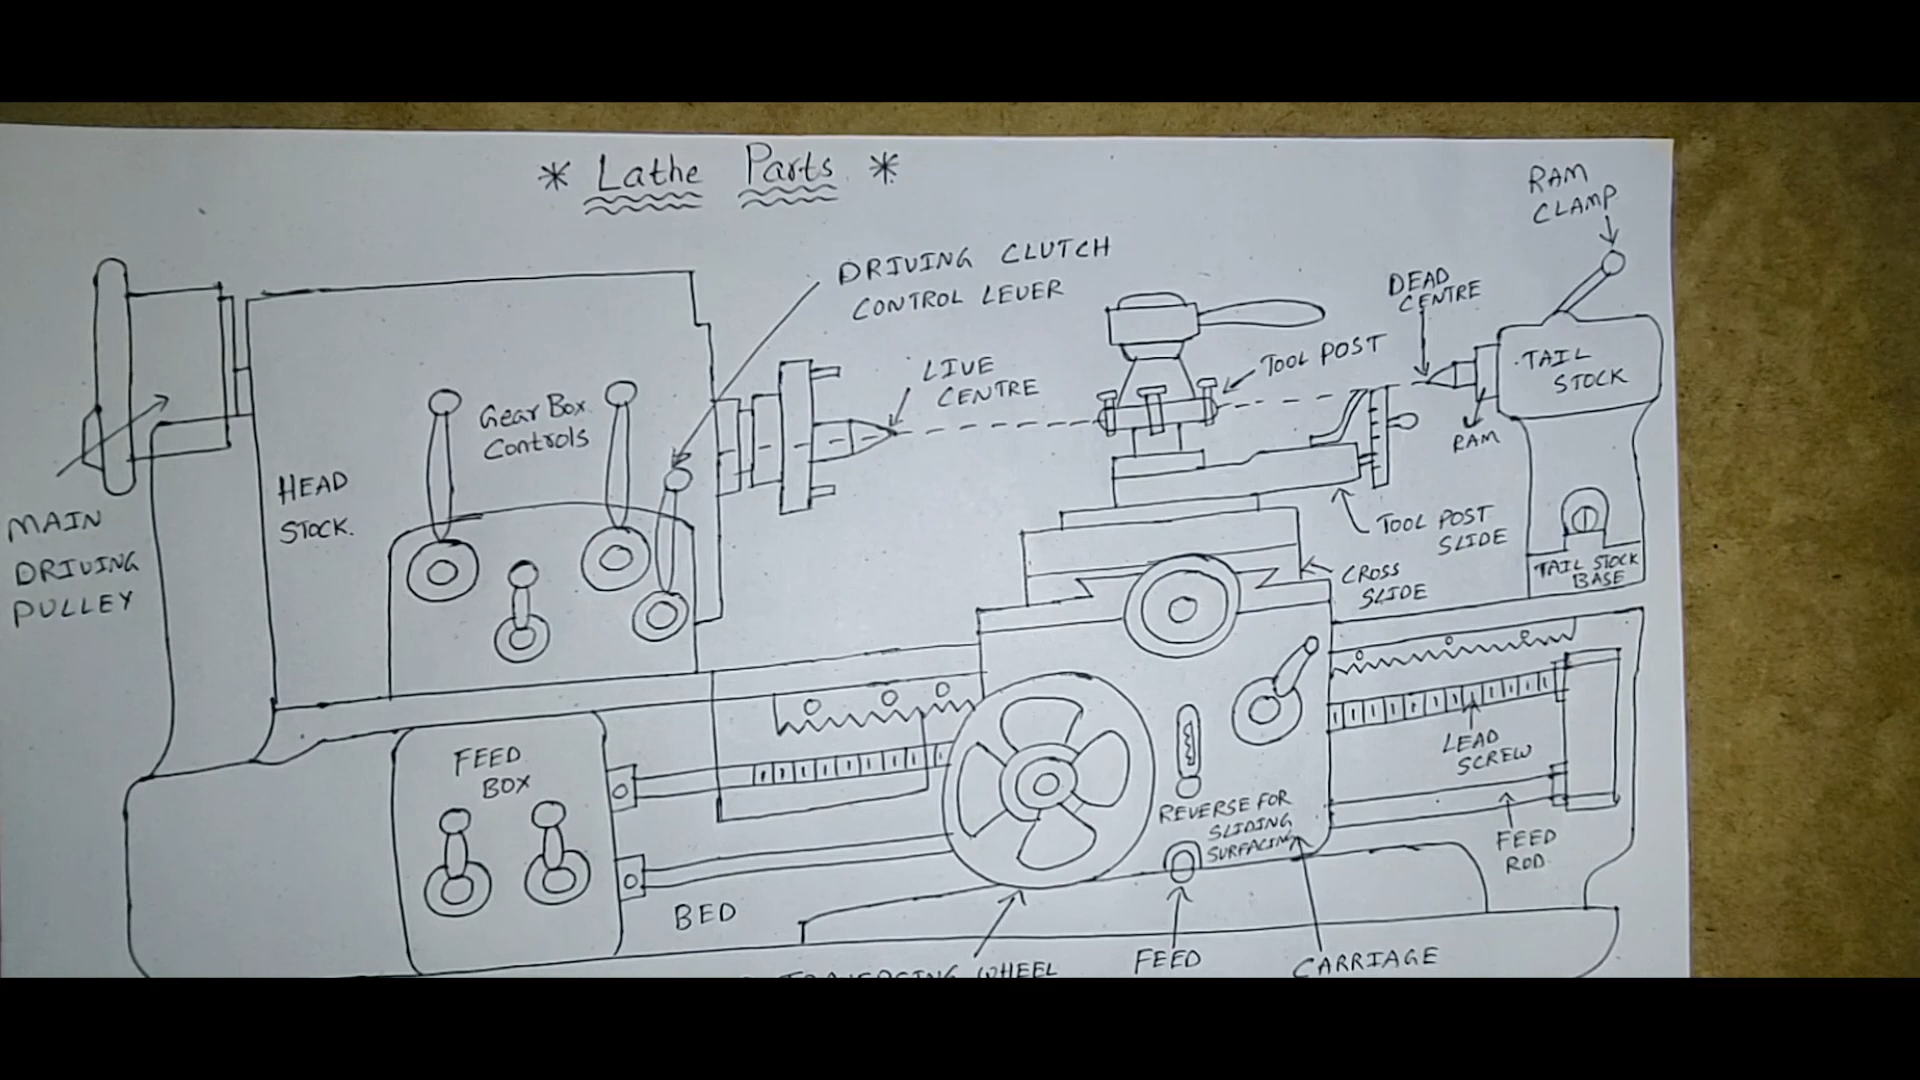 * Lathe Parts *
RAM
CLAMP
DRIVING CLUTCH
CONTROL LEVER
DEAD
CENTRE
LIVE
CENTRE
TOOL POST
TAIL
STOCK
Gear Box
Controls
RAM
HEAD
STOCK.
MAIN
DRIVING
PULLEY
TOOL POST
SLIDE
CROSS
SLIDE
TAIL STOCK
BASE
LEAD
SCREW
FEED
BOX
REVERSE FOR
SLIDING
SURFACING
FEED
ROD
BED
WHEEL
FEED
CARRIAGE